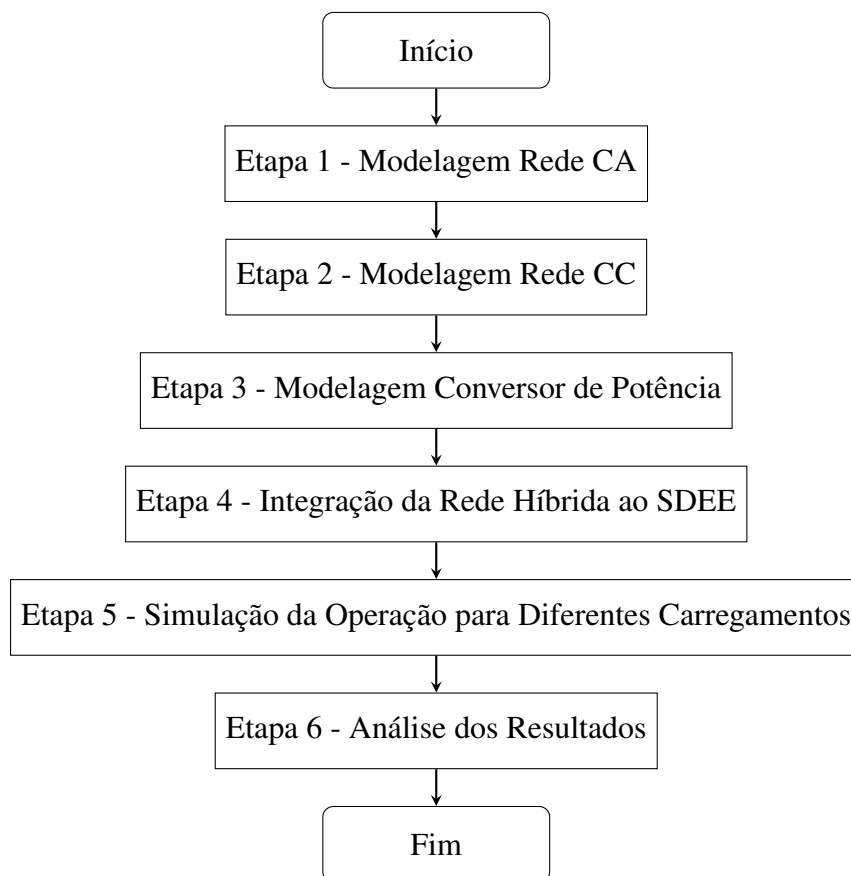 Início
Etapa 1 - Modelagem Rede CA
Etapa 2 - Modelagem Rede CC
Etapa 3 - Modelagem Conversor de Potência
Etapa 4 - Integração da Rede Híbrida ao SDEE
Etapa 5 - Simulação da Operação para Diferentes Carregamentos
Etapa 6 - Análise dos Resultados
Fim